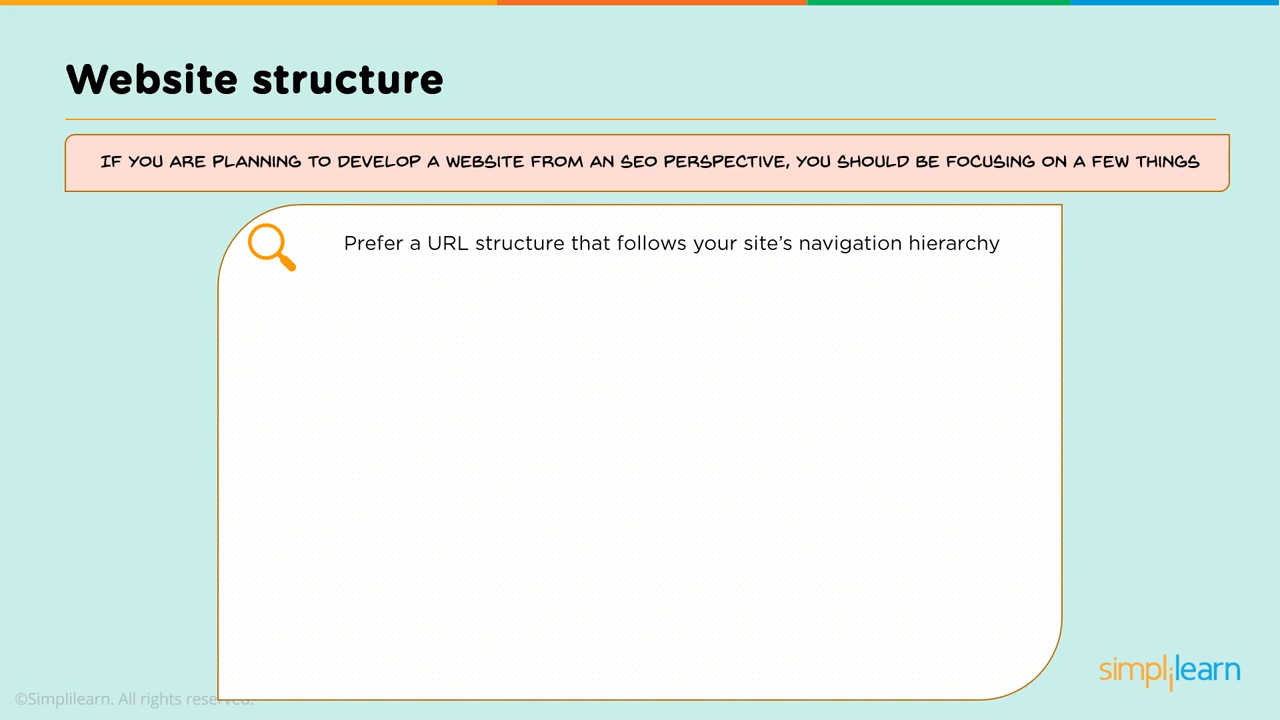 Website structure
IF YOU ARE PLANNING TO DEVELOP A WEBSITE FROM AN SEO PERSPECTIVE, YOU SHOULD BE FOCUSING ON A FEW THINGS
Prefer a URL structure that follows your site’s navigation hierarchy
simplilearn
©Simplilearn. All rights reserved.